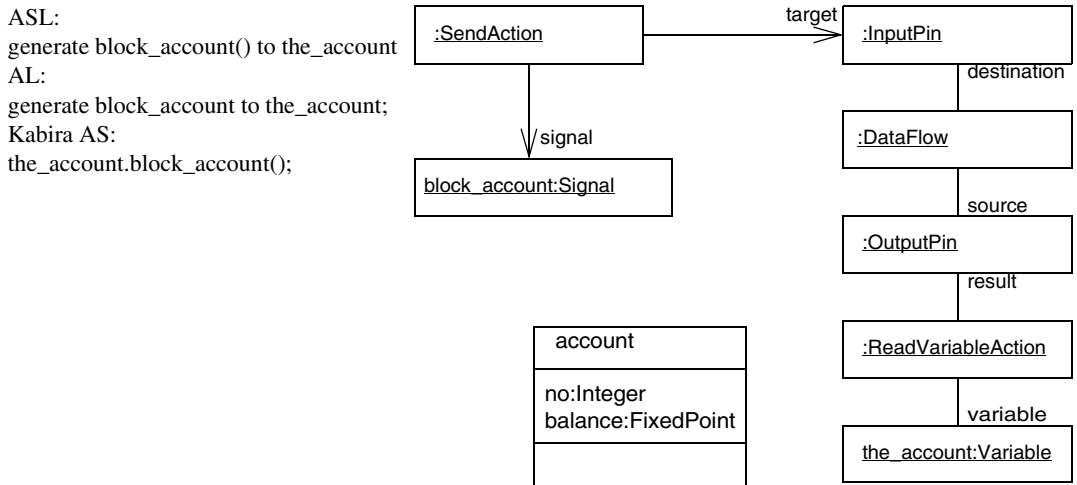 ASL:
generate block_account() to the_account
AL:
generate block_account to the_account;
Kabira AS:
the_account.block_account();
:SendAction
target
:InputPin
destination
signal
:DataFlow
block_account:Signal
source
:OutputPin
result
account
:ReadVariableAction
no:Integer
balance:FixedPoint
variable
the_account:Variable